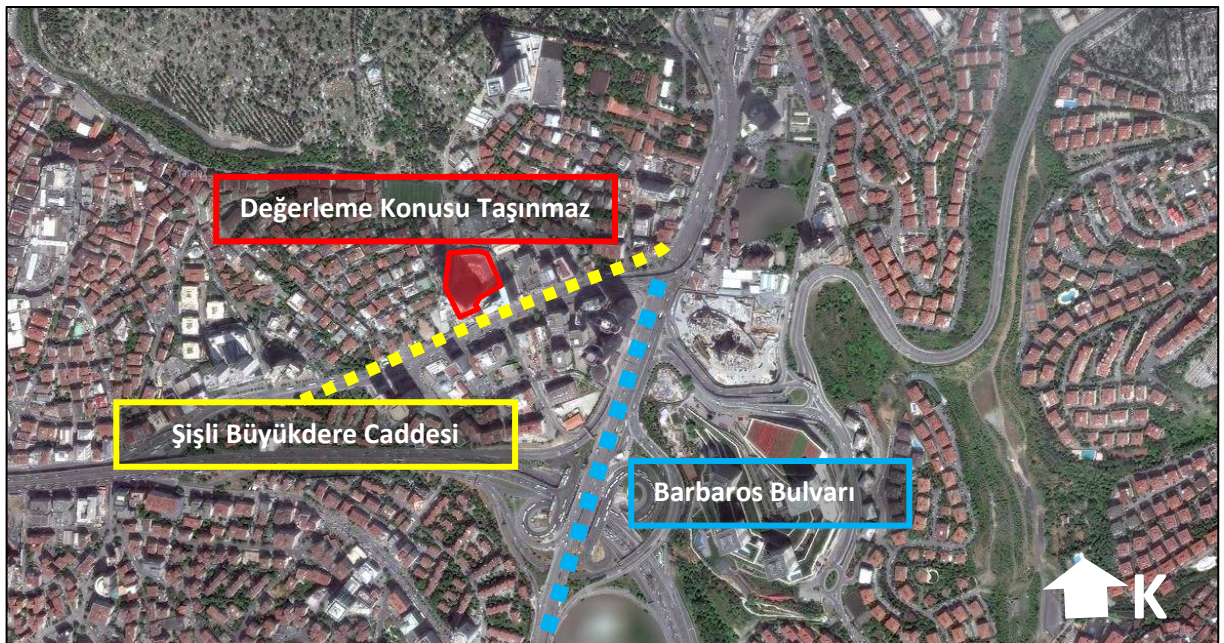 Değerleme Konusu Taşınmaz
Şişli Büyükdere Caddesi
Barbaros Bulvarı
K